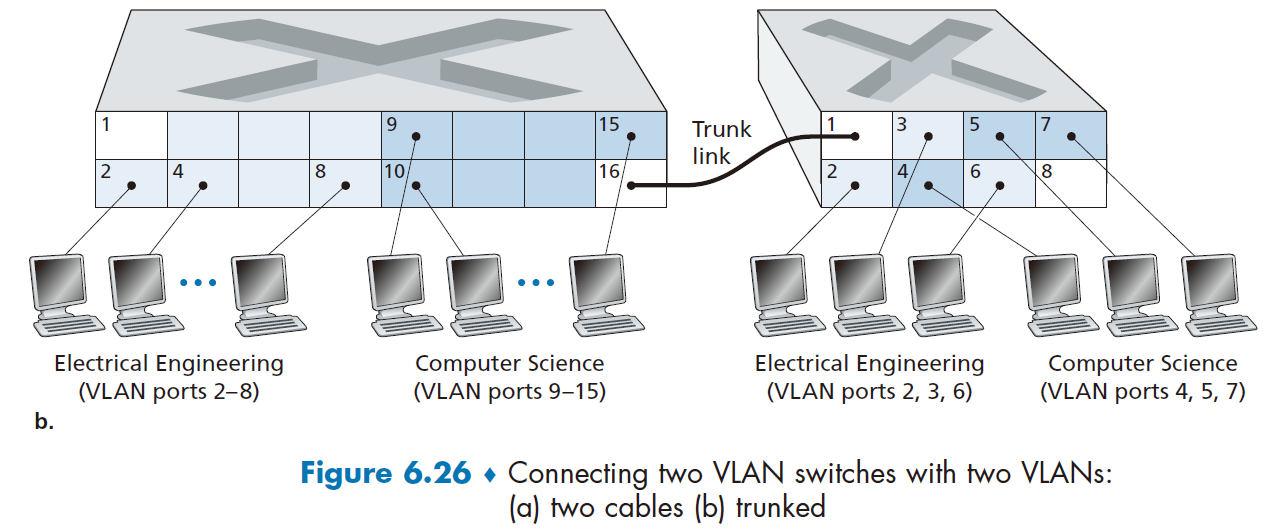 1 9 15
2 4 8 10 16
Trunk
link
1 3 5 7
2 4 6 8
Electrical Engineering
(VLAN ports 2–8)
Computer Science
(VLAN ports 9–15)
Electrical Engineering
(VLAN ports 2, 3, 6)
Computer Science
(VLAN ports 4, 5, 7)
b.
Figure 6.26 ♦ Connecting two VLAN switches with two VLANs:
(a) two cables (b) trunked